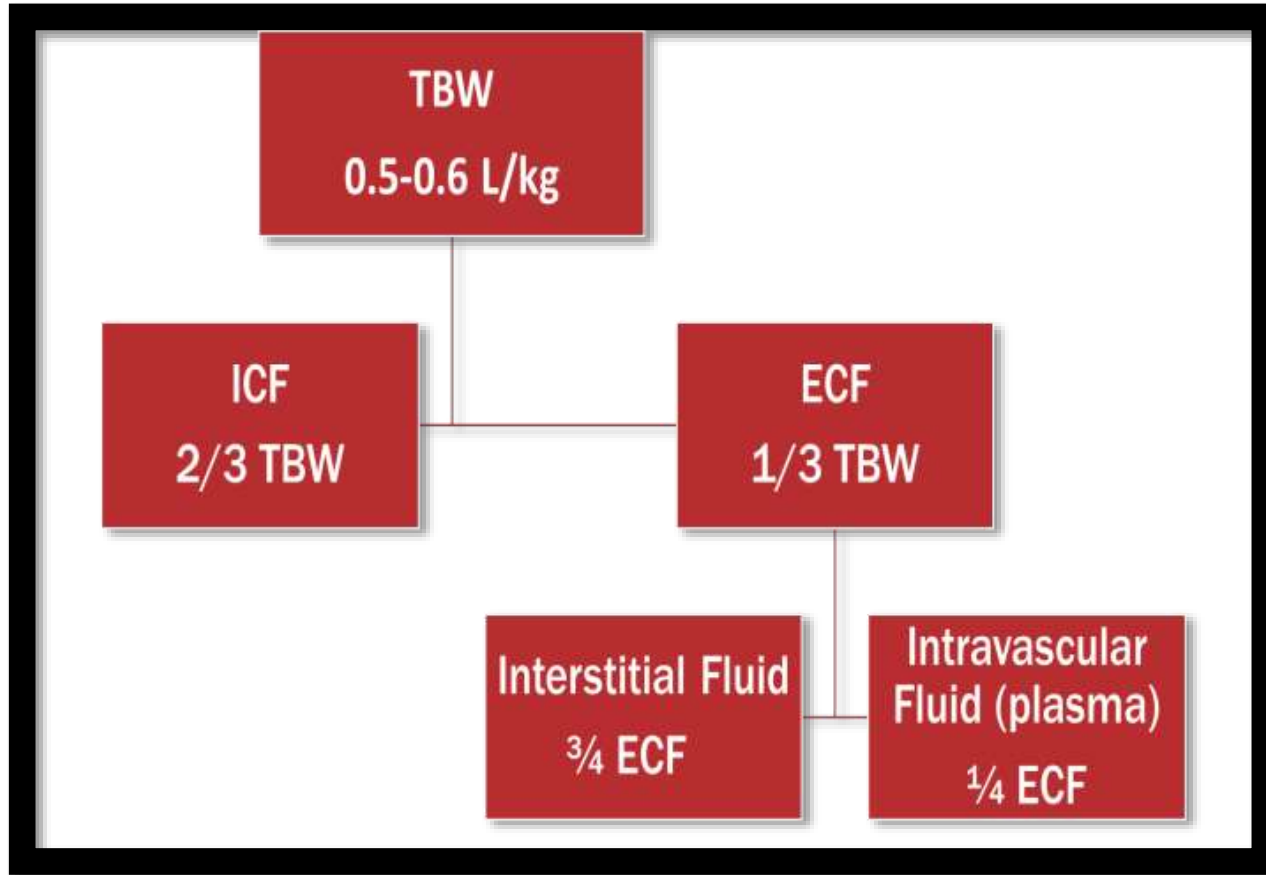 TBW
0.5-0.6 L/kg
ICF
2/3 TBW
ECF
1/3 TBW
Interstitial Fluid
¾ ECF
Intravascular
Fluid (plasma)
¼ ECF